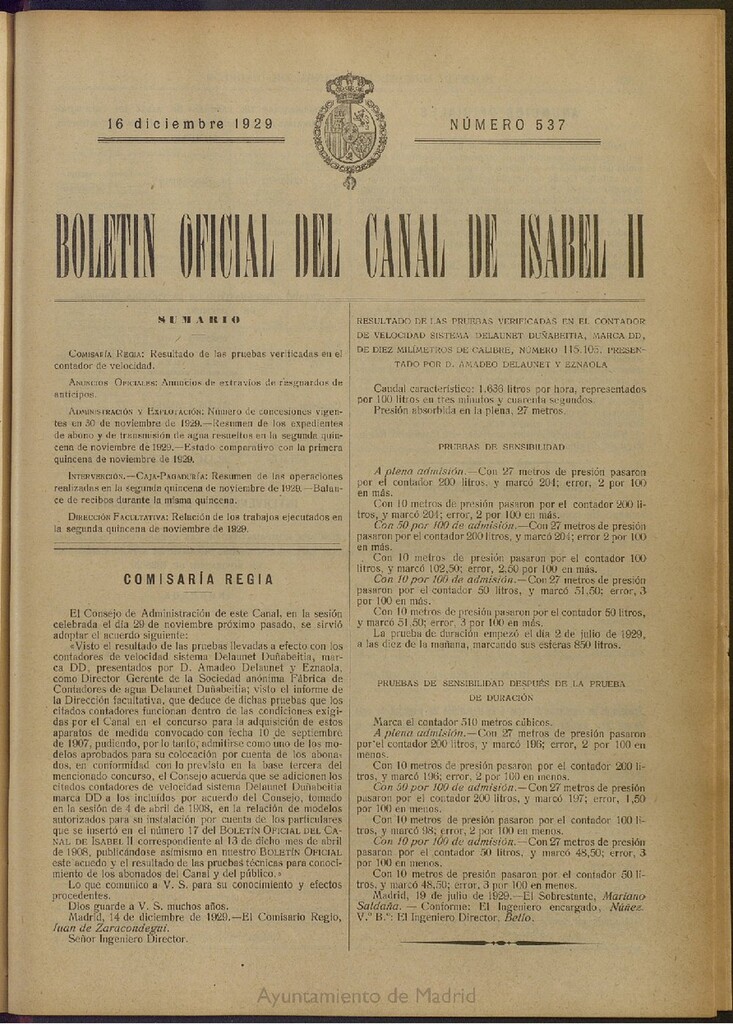 16 diciembre 1929
NÚMERO 537
BOLETIN OFICIAL DEL CANAL DE ISABEL II
SUMARIO
COMISARÍA REGIA: Resultado de las pruebas verificadas en el
contador de velocidad.
ANUNCIOS OFICIALES: Anuncios de extravíos de resguardos de
anticipos.
ADMINISTRACIÓN Y EXPLOTACIÓN: Número de concesiones vigen-
tes en 30 de noviembre de 1929.—Resumen de los expedientes
de abono y de transmisión de agua resueltos en la segunda quin-
cena de noviembre de 1929.—Estado comparativo con la primera
quincena de noviembre de 1929.
INTERVENCIÓN.—CAJA-PAGADURÍA: Resumen de las operaciones
realizadas en la segunda quincena de noviembre de 1929.—Balan-
ce de recibos durante la misma quincena.
DIRECCIÓN FACULTATIVA: Relación de los trabajos ejecutados en
la segunda quincena de noviembre de 1929.
COMISARÍA REGIA
El Consejo de Administración de este Canal, en la sesión
celebrada el día 29 de noviembre próximo pasado, se sirvió
adoptar el acuerdo siguiente:
«Visto el resultado de las pruebas llevadas a efecto con los
contadores de velocidad sistema Delaunet Duñabeitia, mar-
ca DD, presentados por D. Amadeo Delaunet y Eznaola,
como Director Gerente de la Sociedad anónima Fábrica de
Contadores de agua Delaunet Duñabeitia; visto el informe de
la Dirección facultativa, que deduce de dichas pruebas que los
citados contadores funcionan dentro de las condiciones exigi-
das por el Canal en el concurso para la adquisición de estos
aparatos de medida convocado con fecha 10 de septiembre
de 1907, pudiendo, por lo tanto, admitirse como uno de los mo-
delos aprobados para su colocación por cuenta de los abona-
dos, en conformidad con lo previsto en la base tercera del
mencionado concurso, el Consejo acuerda que se adicionen los
citados contadores de velocidad sistema Delaunet Duñabeitia
marca DD a los incluídos por acuerdo del Consejo, tomado
en la sesión de 4 de abril de 1908, en la relación de modelos
autorizados para su instalación por cuenta de los particulares
que se insertó en el número 17 del BOLETÍN OFICIAL DEL CA-
NAL DE ISABEL II correspondiente al 13 de dicho mes de abril
de 1908, publicándose asimismo en nuestro BOLETÍN OFICIAL
este acuedo y el resultado de las pruebas técnicas para conoci-
miento de los abonados del Canal y del público.»
Lo que comunico a V. S. para su conocimiento y efectos
procedentes.
Dios guarde a V. S. muchos años.
Madrid, 14 de diciembre de 1929.—El Comisario Regio,
Juan de Zaracondegui.
Señor Ingeniero Director.
RESULTADO DE LAS PRUEBAS VERIFICADAS EN EL CONTADOR
DE VELOCIDAD SISTEMA DELAUNET DUÑABEITIA, MARCA DD,
DE DIEZ MILÍMETROS DE CALIBRE, NÚMERO 115.105, PRESEN-
TADO POR D. AMADEO DELAUNET Y EZNAOLA
Caudal característico: 1.636 litros por hora, representados
por 100 litros en tres minutos y cuarenta segundos.
Presión absorbida en la plena, 27 metros.
PRUEBAS DE SENSIBILIDAD
A plena admisión.—Con 27 metros de presión pasaron
por el contador 200 litros, y marcó 204; error, 2 por 100
en más.
Con 10 metros de presión pasaron por el contador 200 li-
tros, y marcó 204; error, 2 por 100 en más.
Con 50 por 100 de admisión.—Con 27 metros de presión
pasaron por el contador 200 litros, y marcó 204; error 2 por 100
en más.
Con 10 metros de presión pasaron por el contador 100
litros, y marcó 102,50; error, 2,50 por 100 en más.
Con 10 por 100 de admisión.—Con 27 metros de presión
pasaron por el contador 50 litros, y marcó 51,50; error, 3
por 100 en más.
Con 10 metros de presión pasaron por el contador 50 litros,
y marcó 51,50; error, 3 por 100 en más.
La prueba de duración empezó el día 2 de julio de 1929,
a las diez de la mañana, marcando sus esferas 850 litros.
PRUEBAS DE SENSIBILIDAD DESPUÉS DE LA PRUEBA
DE DURACIÓN
Marca el contador 510 metros cúbicos.
A plena admisión.—Con 27 metros de presión pasaron
por el contador 200 litros, y marcó 196; error, 2 por 100 en
menos.
Con 10 metros de presión pasaron por el contador 200 li-
tros, y marcó 196; error, 2 por 100 en menos.
Con 50 por 100 de admisión.—Con 27 metros de presión
pasaron por el contador 200 litros, y marcó 197; error, 1,50
por 100 en menos.
Con 10 metros de presión pasaron por el contador 100 li-
tros, y marcó 98; error, 2 por 100 en menos.
Con 10 por 100 de admisión.—Con 27 metros de presión
pasaron por el contador 50 litros, y marcó 48,50; error, 3
por 100 en menos.
Con 10 metros de presión pasaron por el contador 50 li-
tros, y marcó 48,50; error, 3 por 100 en menos.
Madrid, 19 de julio de 1929.—El Sobrestante, Mariano
Saldaña. — Conforme: El Ingeniero encargado, Núñez.
V.º B.º: El Ingeniero Director, Bello.
Ayuntamiento de Madrid